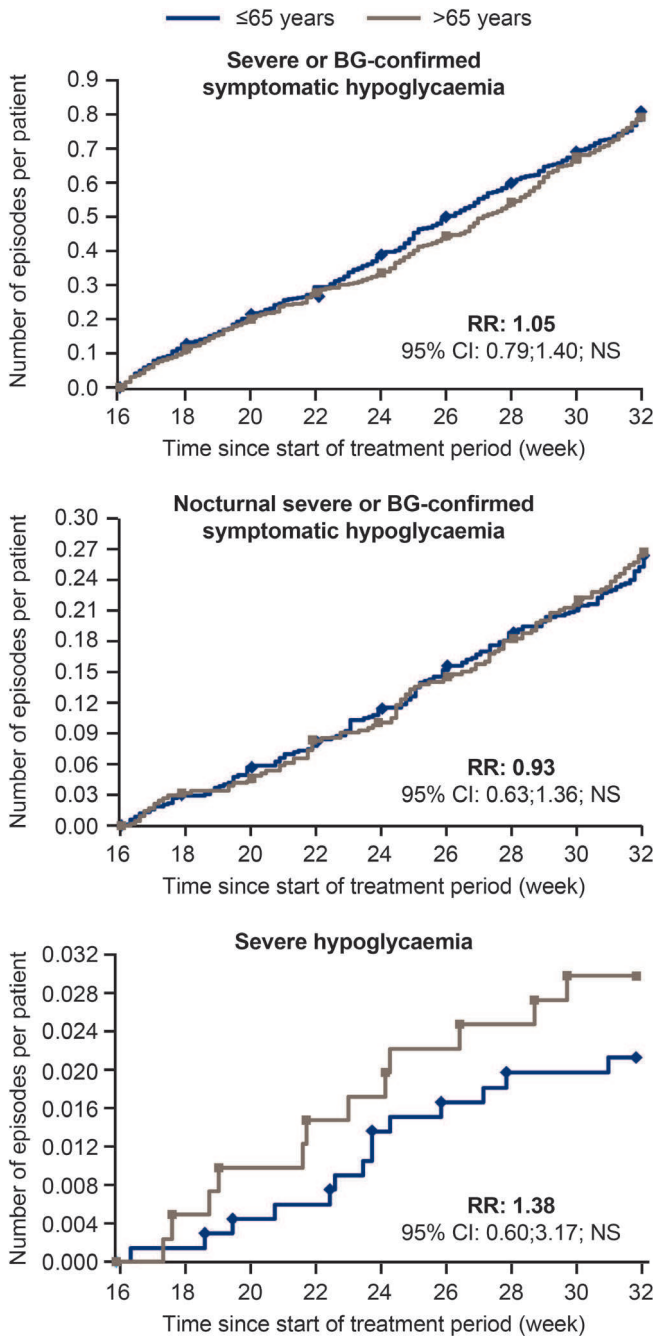 ≤65 years >65 years
Severe or BG-confirmed
symptomatic hypoglycaemia
Number of episodes per patient
0.9
0.8
0.7
0.6
0.5
0.4
0.3
0.2
0.1
0.0
RR: 1.05
95% CI: 0.79;1.40; NS
16 18 20 22 24 26 28 30 32
Time since start of treatment period (week)
Nocturnal severe or BG-confirmed
symptomatic hypoglycaemia
Number of episodes per patient
0.30
0.27
0.24
0.21
0.18
0.15
0.12
0.09
0.06
0.03
0.00
RR: 0.93
95% CI: 0.63;1.36; NS
16 18 20 22 24 26 28 30 32
Time since start of treatment period (week)
Severe hypoglycaemia
Number of episodes per patient
0.032
0.028
0.024
0.020
0.016
0.012
0.008
0.004
0.000
RR: 1.38
95% CI: 0.60;3.17; NS
16 18 20 22 24 26 28 30 32
Time since start of treatment period (week)